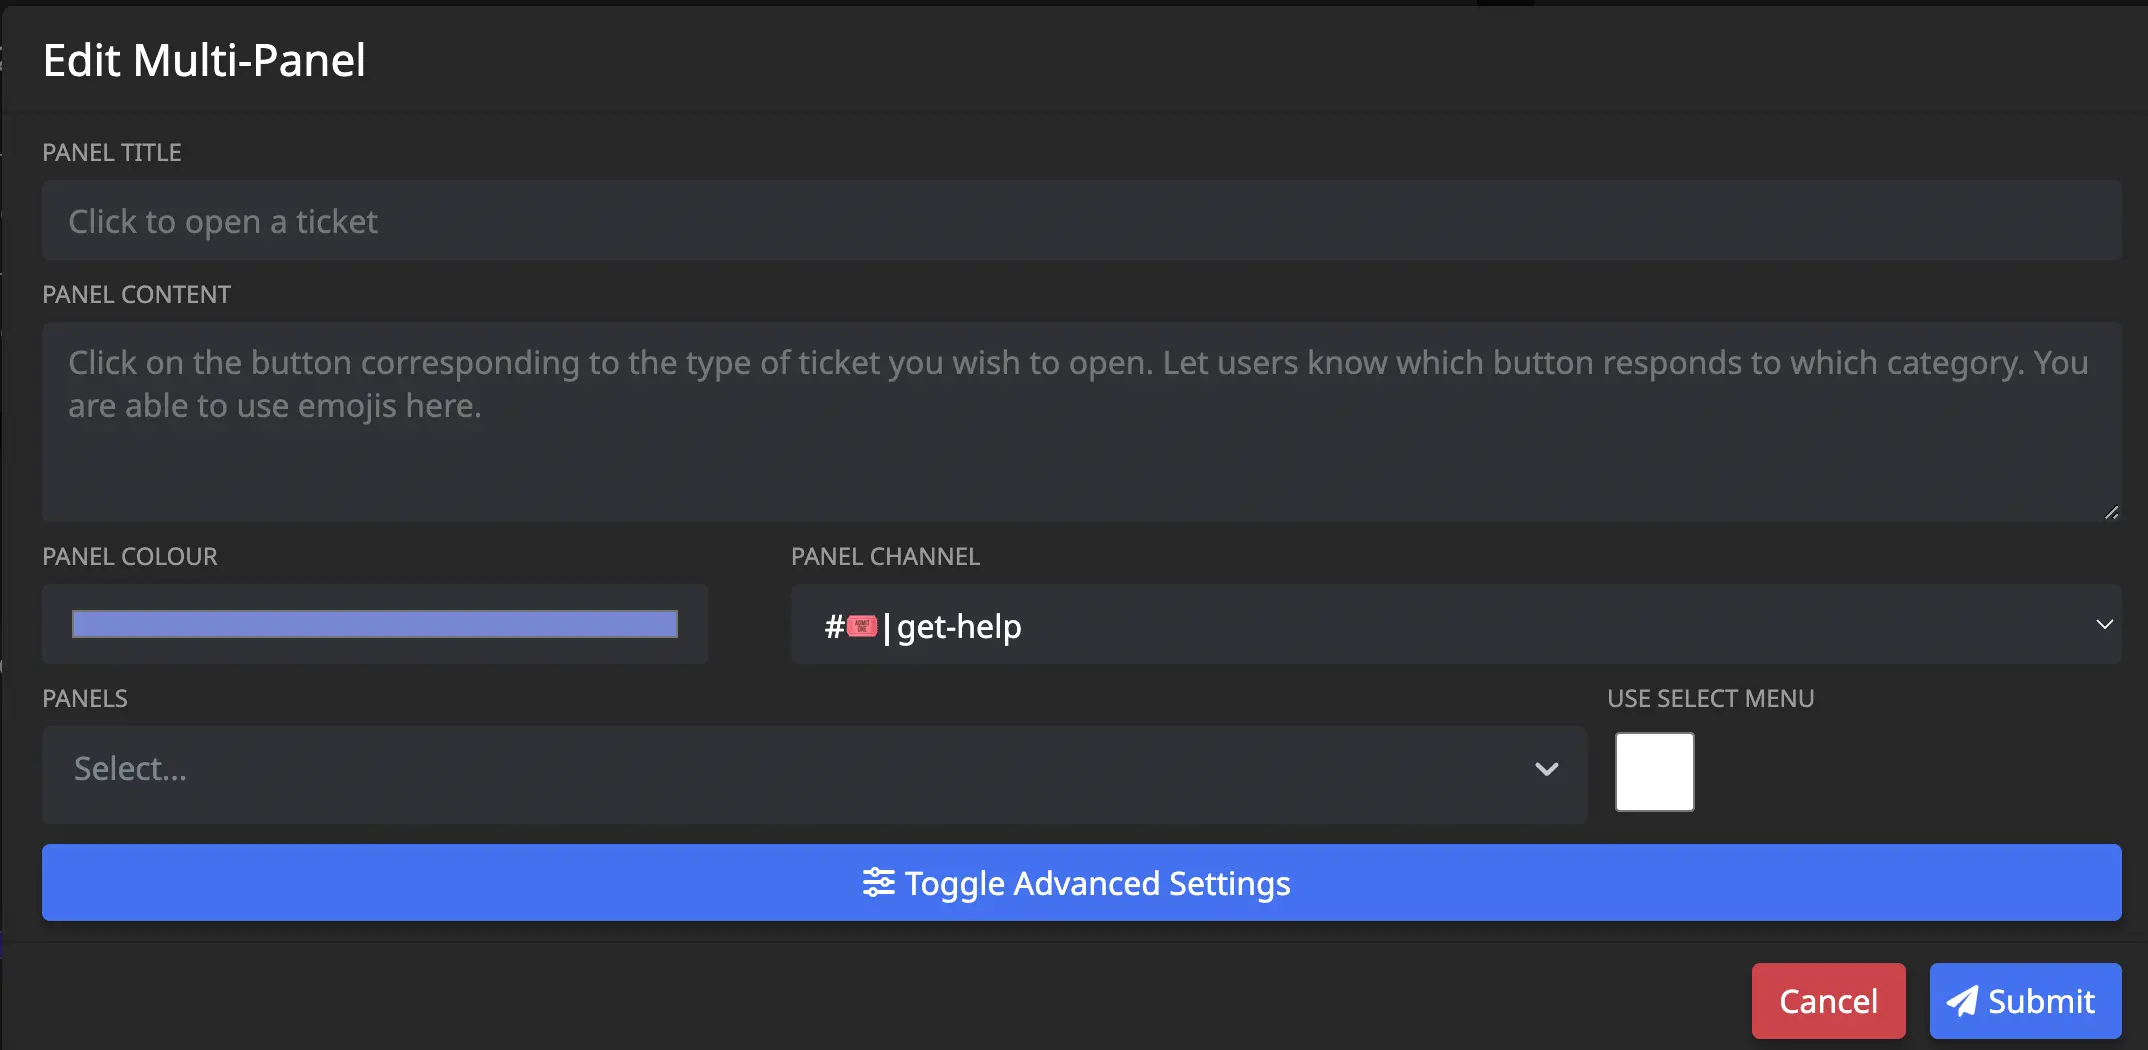 Edit Multi-Panel
PANEL TITLE
Click to open a ticket
PANEL CONTENT
Click on the button corresponding to the type of ticket you wish to open. Let users know which button responds to which category. You
are able to use emojis here.
PANEL COLOUR
PANEL CHANNEL
#🎟️|get-help
PANELS
USE SELECT MENU
Select...
Toggle Advanced Settings
Cancel
Submit